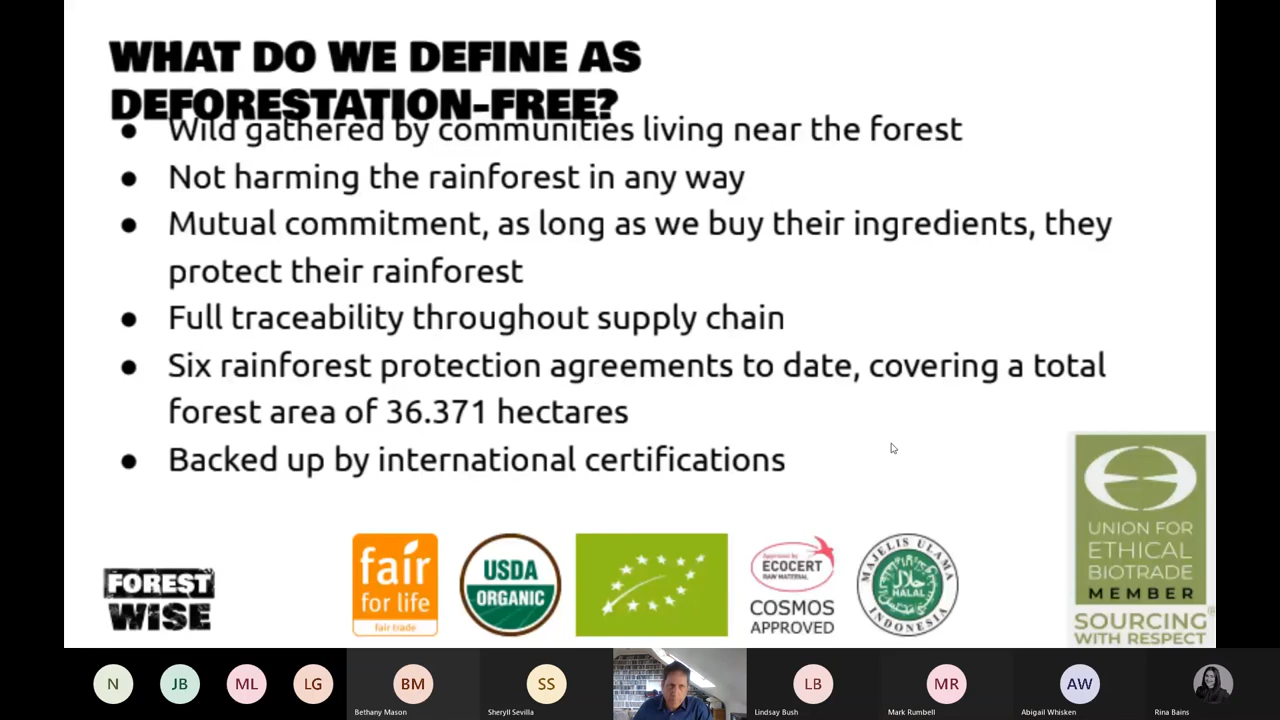 WHAT DO WE DEFINE AS
DEFORESTATION-FREE?
● Wild gathered by communities living near the forest
● Not harming the rainforest in any way
● Mutual commitment, as long as we buy their ingredients, they
protect their rainforest
● Full traceability throughout supply chain
● Six rainforest protection agreements to date, covering a total
forest area of 36.371 hectares
● Backed up by international certifications
FOREST
WISE
fair
for life
fair trade
USDA
ORGANIC
Approved by
ECOCERT
RAW MATERIAL
COSMOS
APPROVED
MAJELIS ULAMA
حلال
HALAL
INDONESIA
UNION FOR
ETHICAL
BIOTRADE
MEMBER
SOURCING®
WITH RESPECT
N
JB
ML
LG
BM
Bethany Mason
SS
Sheryll Sevilla
LB
Lindsay Bush
MR
Mark Rumbell
AW
Abigail Whisken
Rina Bains